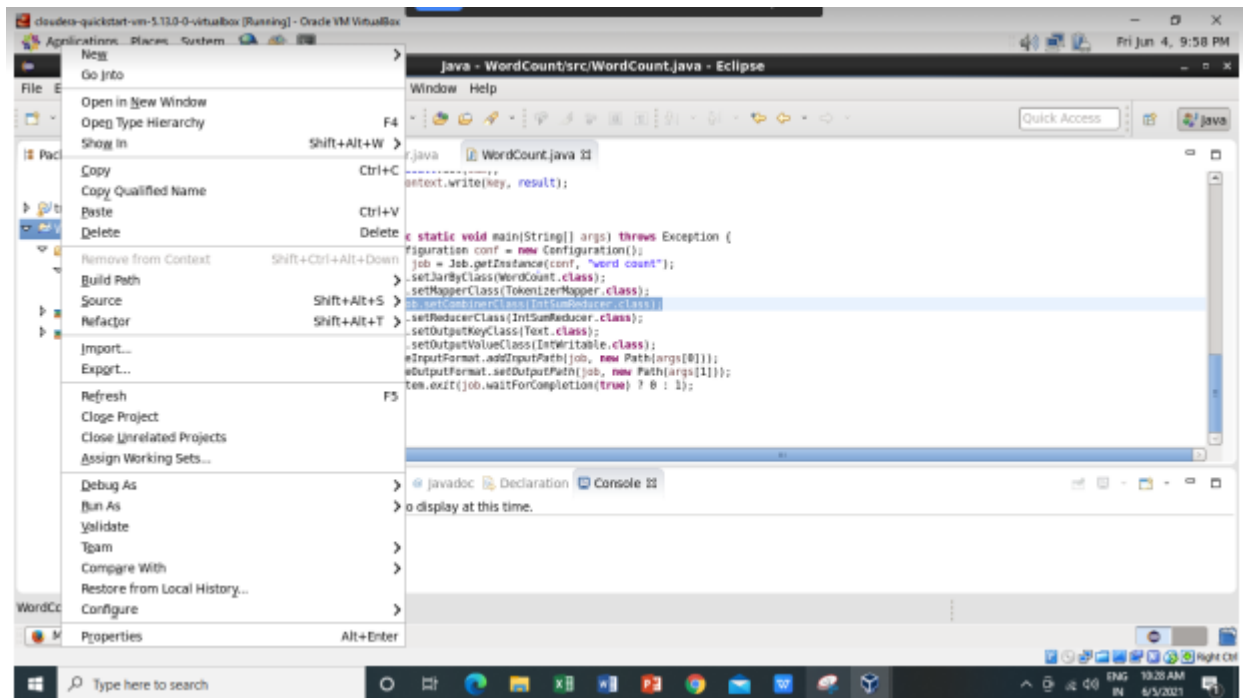 cloudera-quickstart-vm-5.13.0-0-virtualbox [Running] - Oracle VM VirtualBox
Applications Places System
Fri Jun 4, 9:58 PM
Java - WordCount/src/WordCount.java - Eclipse
File
Window Help
Quick Access
Java
WordCount.java
New
Go Into
Open in New Window
Open Type Hierarchy F4
Show In Shift+Alt+W
Copy Ctrl+C
Copy Qualified Name
Paste Ctrl+V
Delete Delete
Remove from Context Shift+Ctrl+Alt+Down
Build Path
Source Shift+Alt+S
Refactor Shift+Alt+T
Import...
Export...
Refresh F5
Close Project
Close Unrelated Projects
Assign Working Sets...
Debug As
Run As
Validate
Team
Compare With
Restore from Local History...
Configure
Properties Alt+Enter
ontext.write(key, result);
c static void main(String[] args) throws Exception {
figuration conf = new Configuration();
job = Job.getInstance(conf, "word count");
.setJarByClass(WordCount.class);
.setMapperClass(TokenizerMapper.class);
ob.setCombinerClass(IntSumReducer.class);
.setReducerClass(IntSumReducer.class);
.setOutputKeyClass(Text.class);
.setOutputValueClass(IntWritable.class);
eInputFormat.addInputPath(job, new Path(args[0]));
eOutputFormat.setOutputPath(job, new Path(args[1]));
tem.exit(job.waitForCompletion(true) ? 0 : 1);
Javadoc Declaration Console
o display at this time.
Right Ctrl
Type here to search
ENG
IN
10:28 AM
6/5/2021